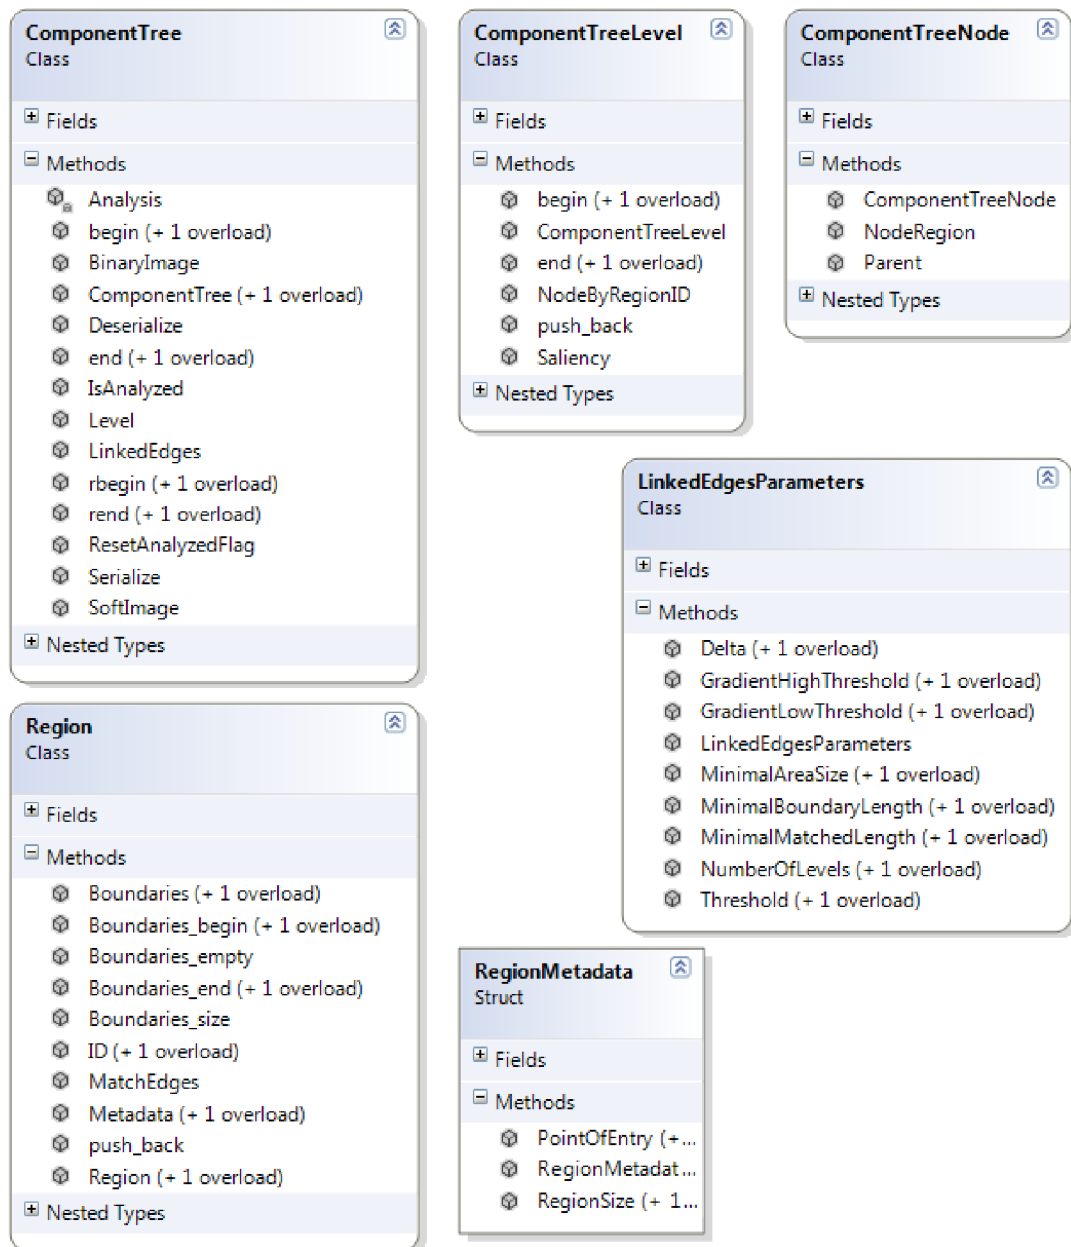 ComponentTree
Class
Fields
Methods
Analysis
begin (+ 1 overload)
BinaryImage
ComponentTree (+ 1 overload)
Deserialize
end (+ 1 overload)
IsAnalyzed
Level
LinkedEdges
rbegin (+ 1 overload)
rend (+ 1 overload)
ResetAnalyzedFlag
Serialize
SoftImage
Nested Types
ComponentTreeLevel
Class
Fields
Methods
begin (+ 1 overload)
ComponentTreeLevel
end (+ 1 overload)
NodeByRegionID
push_back
Saliency
Nested Types
ComponentTreeNode
Class
Fields
Methods
ComponentTreeNode
NodeRegion
Parent
Nested Types
LinkedEdgesParameters
Class
Fields
Methods
Delta (+ 1 overload)
GradientHighThreshold (+ 1 overload)
GradientLowThreshold (+ 1 overload)
LinkedEdgesParameters
MinimalAreaSize (+ 1 overload)
MinimalBoundaryLength (+ 1 overload)
MinimalMatchedLength (+ 1 overload)
NumberOfLevels (+ 1 overload)
Threshold (+ 1 overload)
Region
Class
Fields
Methods
Boundaries (+ 1 overload)
Boundaries_begin (+ 1 overload)
Boundaries_empty
Boundaries_end (+ 1 overload)
Boundaries_size
ID (+ 1 overload)
MatchEdges
Metadata (+ 1 overload)
push_back
Region (+ 1 overload)
Nested Types
RegionMetadata
Struct
Fields
Methods
PointOfEntry (+...
RegionMetadat...
RegionSize (+ 1...